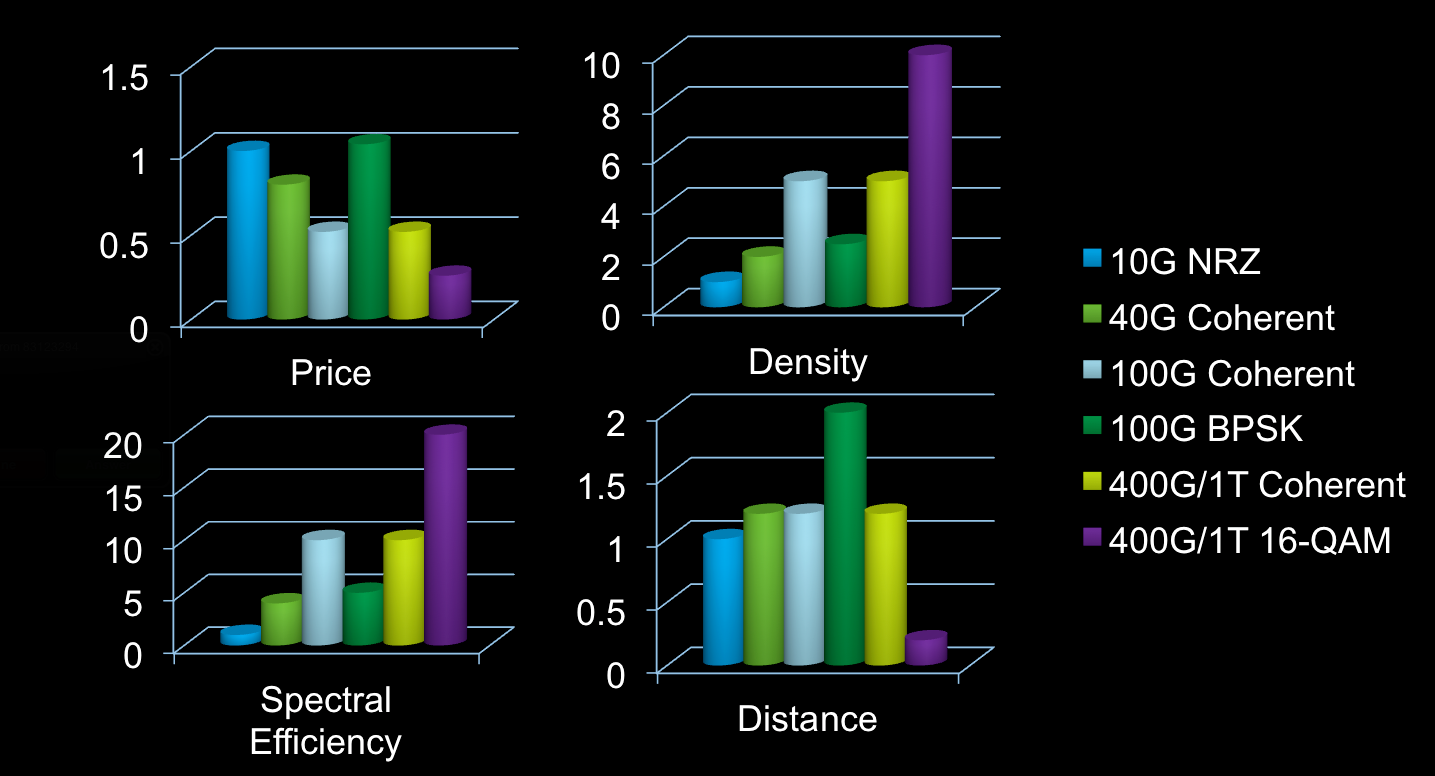 1.5
1
0.5
0
Price
10
8
6
4
2
0
Density
20
15
10
5
0
Spectral
Efficiency
2
1.5
1
0.5
0
Distance
10G NRZ
40G Coherent
100G Coherent
100G BPSK
400G/1T Coherent
400G/1T 16-QAM